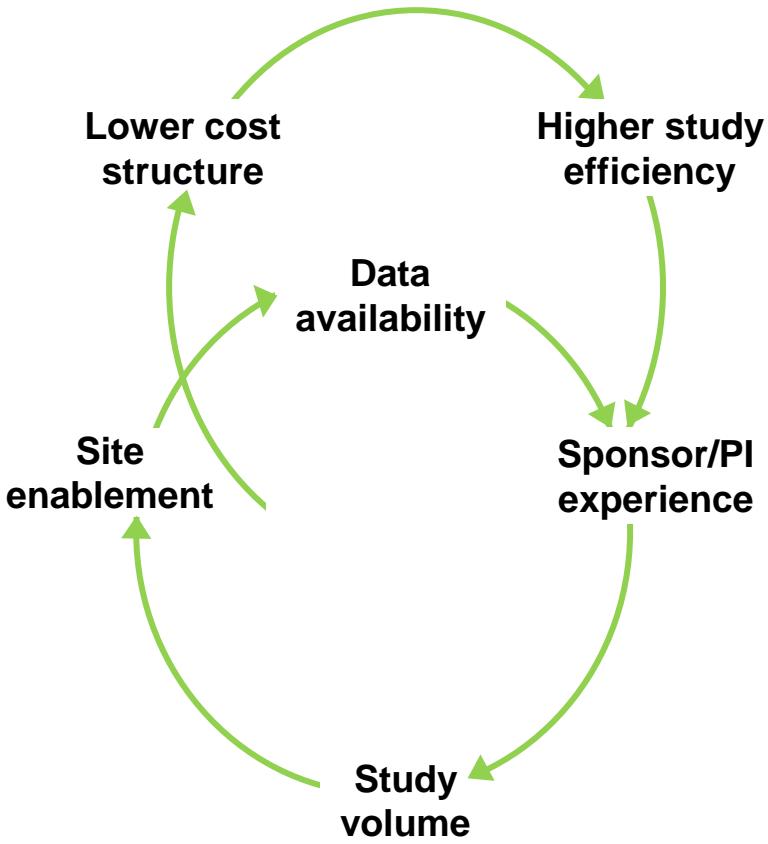 Lower cost
structure
Higher study
efficiency
Data
availability
Site
enablement
Sponsor/PI
experience
Study
volume